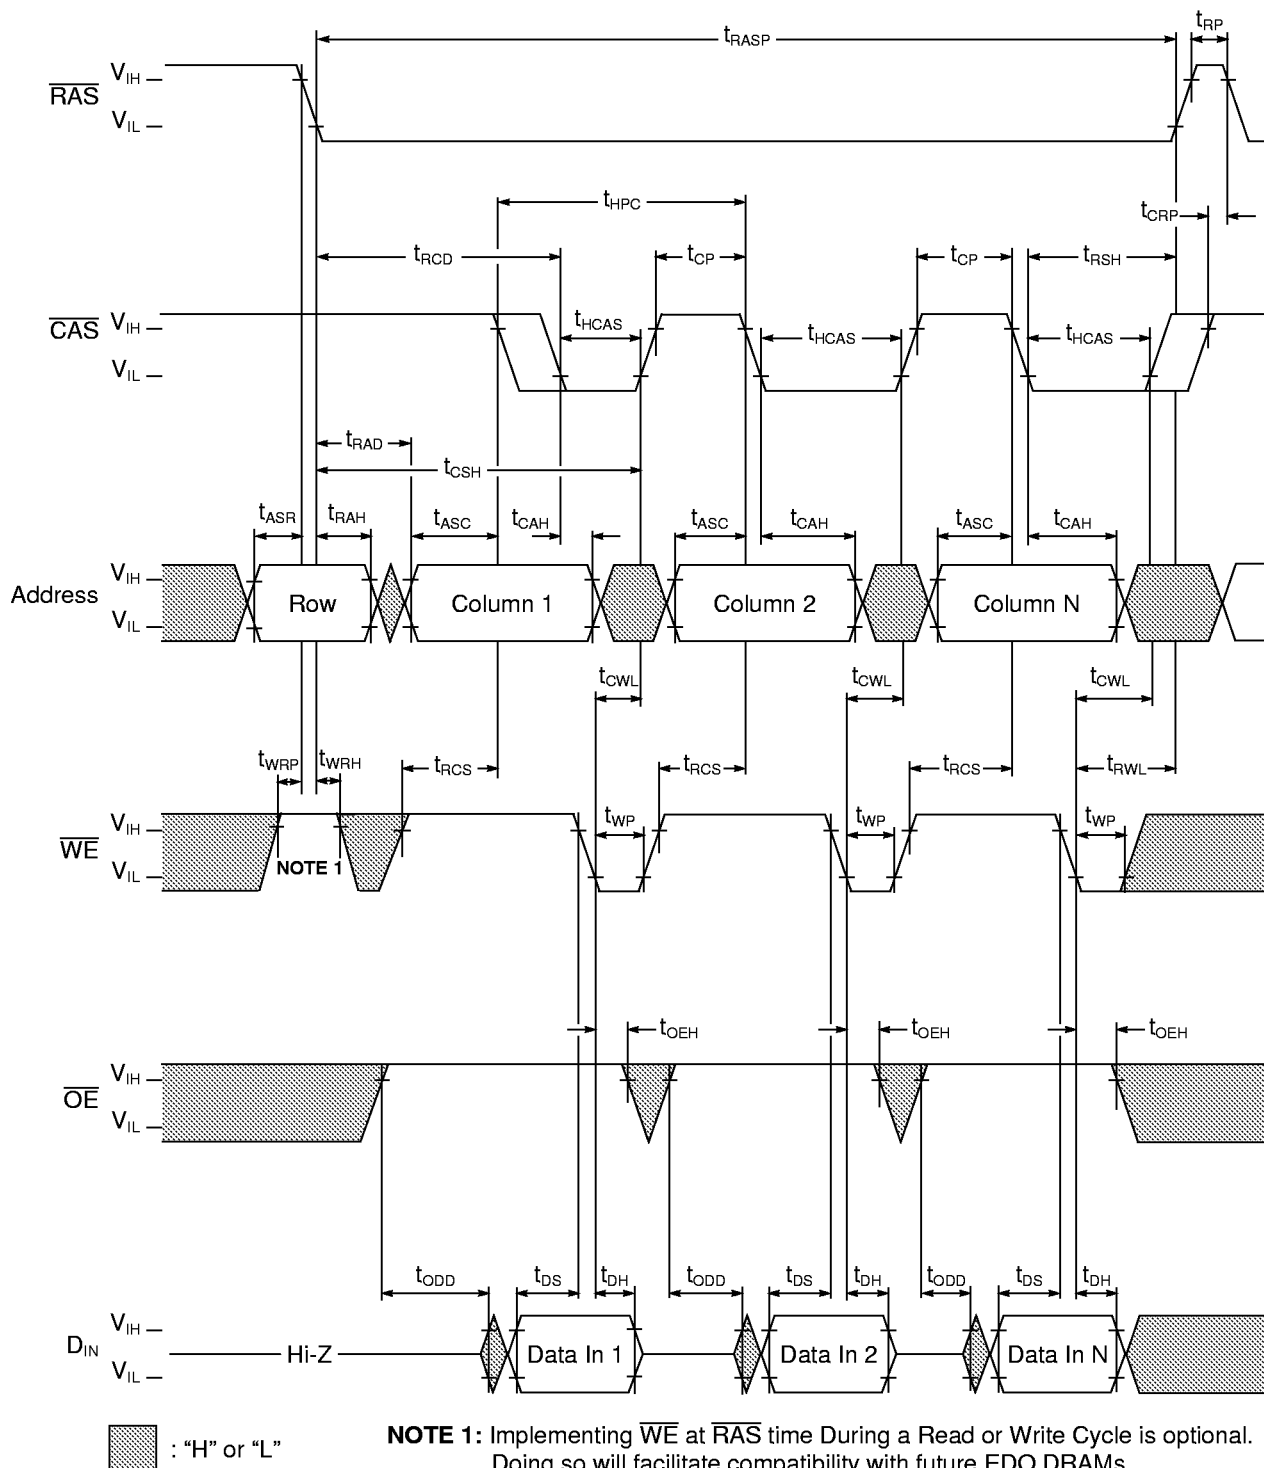 tRASP
tRP
RAS
VIH
VIL
tHPC
tCRP
tRCD
tCP
tCP
tRSH
CAS
VIH
VIL
tHCAS
tHCAS
tHCAS
tRAD
tCSH
tASR
tRAH
tASC
tCAH
tASC
tCAH
tASC
tCAH
Address
VIH
VIL
Row
Column 1
Column 2
Column N
tCWL
tCWL
tCWL
tWRP
tWRH
tRCS
tRCS
tRCS
tRWL
WE
VIH
VIL
NOTE 1
tWP
tWP
tWP
tOEH
tOEH
tOEH
OE
VIH
VIL
tODD
tDS
tDH
tODD
tDS
tDH
tODD
tDS
tDH
DIN
VIH
VIL
Hi-Z
Data In 1
Data In 2
Data In N
: “H” or “L”
NOTE 1: Implementing WE at RAS time During a Read or Write Cycle is optional.
Doing so will facilitate compatibility with future EDO DRAMs.